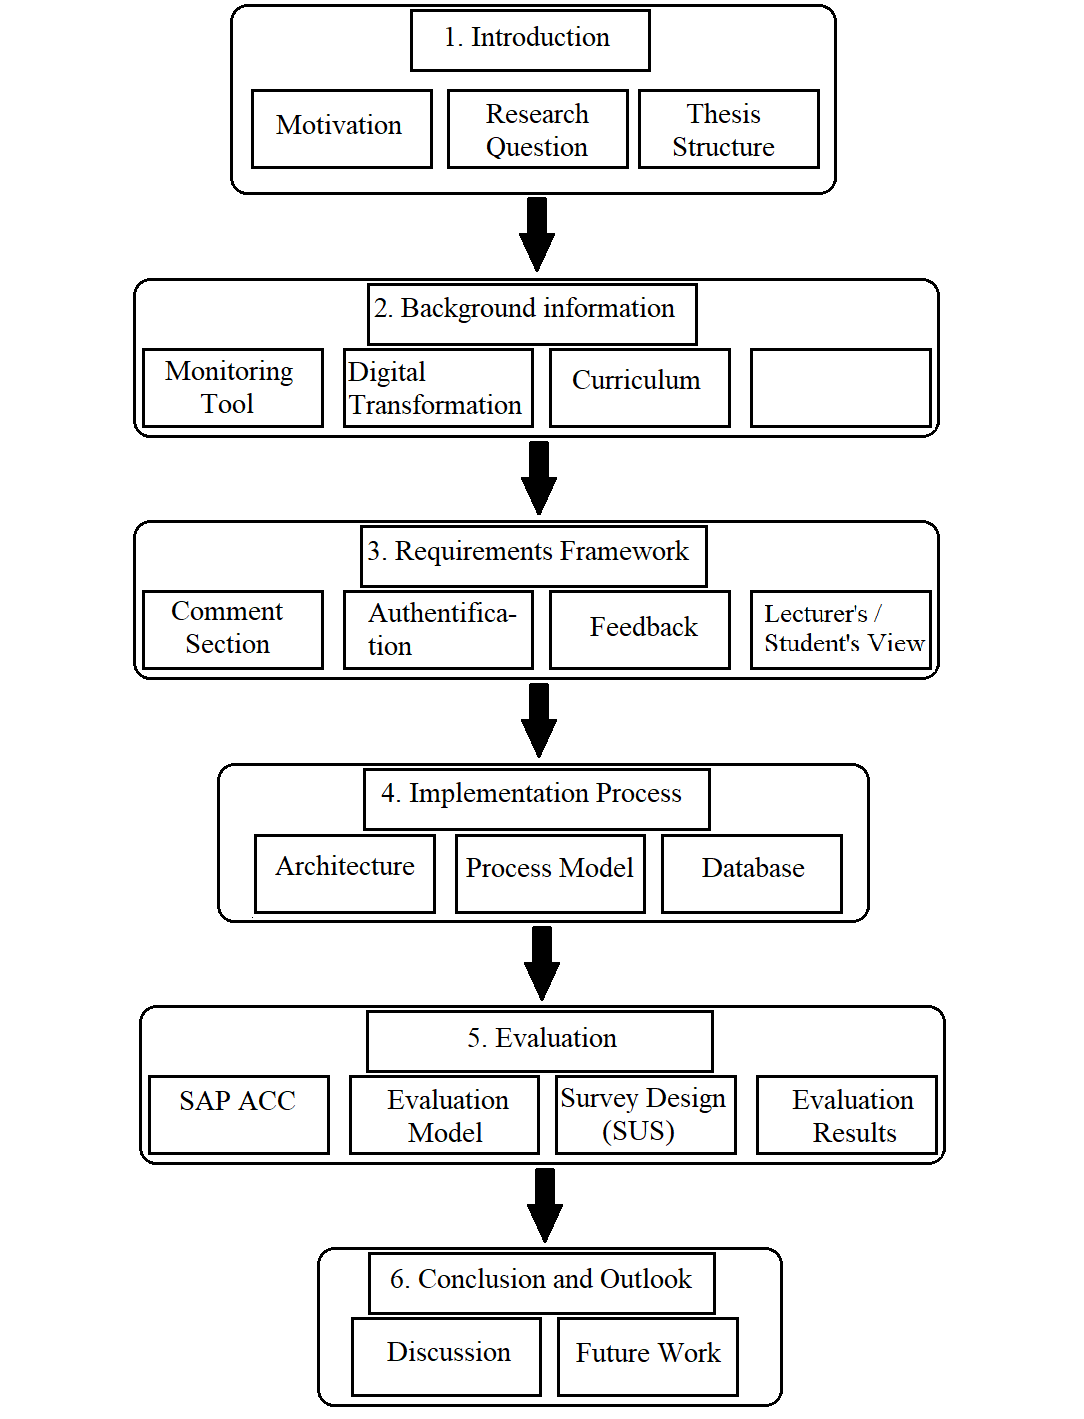 1. Introduction
Motivation
Research
Question
Thesis
Structure
2. Background information
Monitoring
Tool
Digital
Transformation
Curriculum
3. Requirements Framework
Comment
Section
Authentifica-
tion
Feedback
Lecturer's /
Student's View
4. Implementation Process
Architecture
Process Model
Database
5. Evaluation
SAP ACC
Evaluation
Model
Survey Design
(SUS)
Evaluation
Results
6. Conclusion and Outlook
Discussion
Future Work